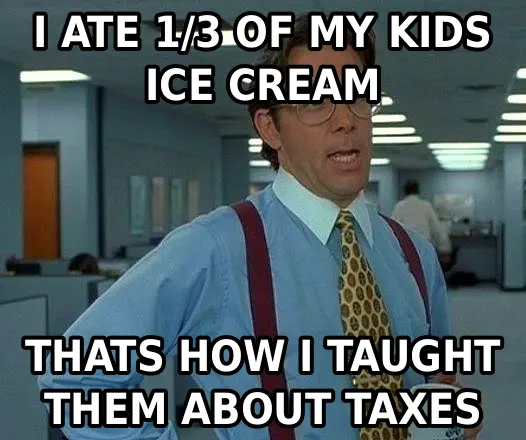 I ATE 1/3 OF MY KIDS
ICE CREAM
THATS HOW I TAUGHT
THEM ABOUT TAXES